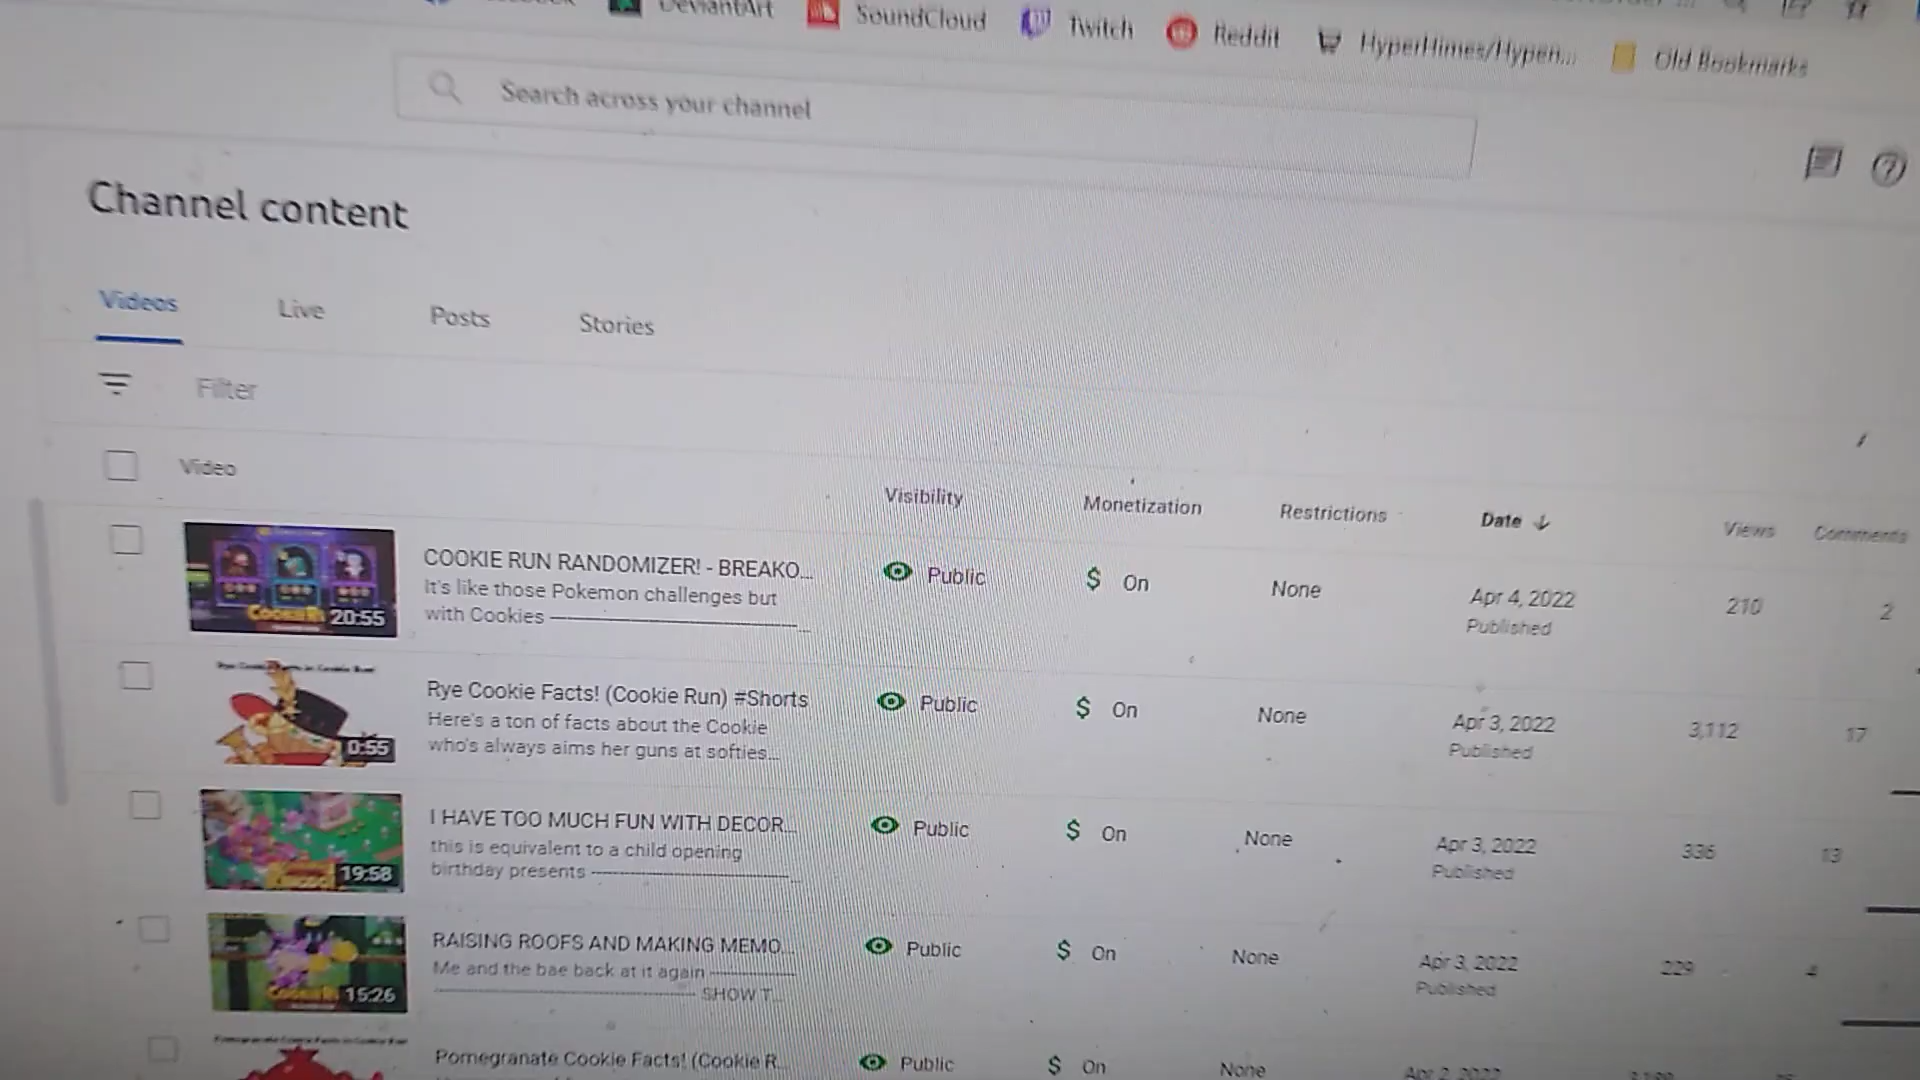 DeviantArt
SoundCloud
Twitch
Reddit
HyperHimes/Hypen...
Old Bookmarks
Search across your channel
Channel content
Videos
Live
Posts
Stories
Filter
Video
Visibility
Monetization
Restrictions
Date
Views
Comments
COOKIE RUN RANDOMIZER! - BREAKO...
It's like those Pokemon challenges but
with Cookies
20:55
Public
$ On
None
Apr 4, 2022
Published
210
2
Rye Cookie Facts! (Cookie Run) #Shorts
Here's a ton of facts about the Cookie
who's always aims her guns at softies...
0:55
Public
$ On
None
Apr 3, 2022
Published
3,112
17
I HAVE TOO MUCH FUN WITH DECOR...
this is equivalent to a child opening
birthday presents
19:58
Public
$ On
None
Apr 3, 2022
Published
336
13
RAISING ROOFS AND MAKING MEMO...
Me and the bae back at it again
SHOW T...
15:26
Public
$ On
None
Apr 3, 2022
Published
229
4
Pomegranate Cookie Facts! (Cookie R...
Public
$ On
None
Apr 2, 2022